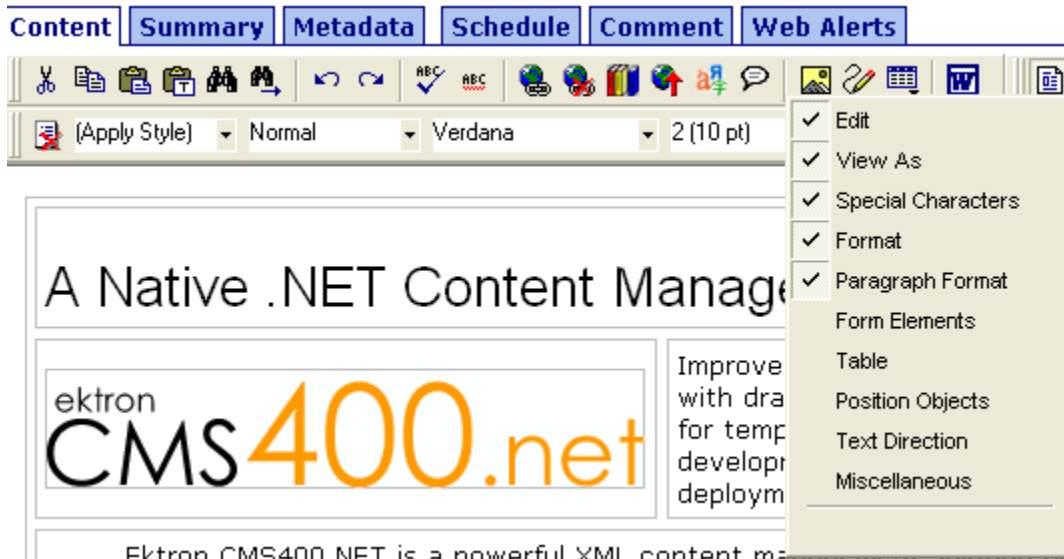 Content Summary Metadata Schedule Comment Web Alerts
ABC ABC
(Apply Style) Normal Verdana 2 (10 pt)
Edit
View As
Special Characters
Format
Paragraph Format
Form Elements
Table
Position Objects
Text Direction
Miscellaneous
A Native .NET Content Manage
ektron
CMS400.net
Improve
with dra
for temp
develop
deploym
Ektron CMS400.NET is a powerful XML content